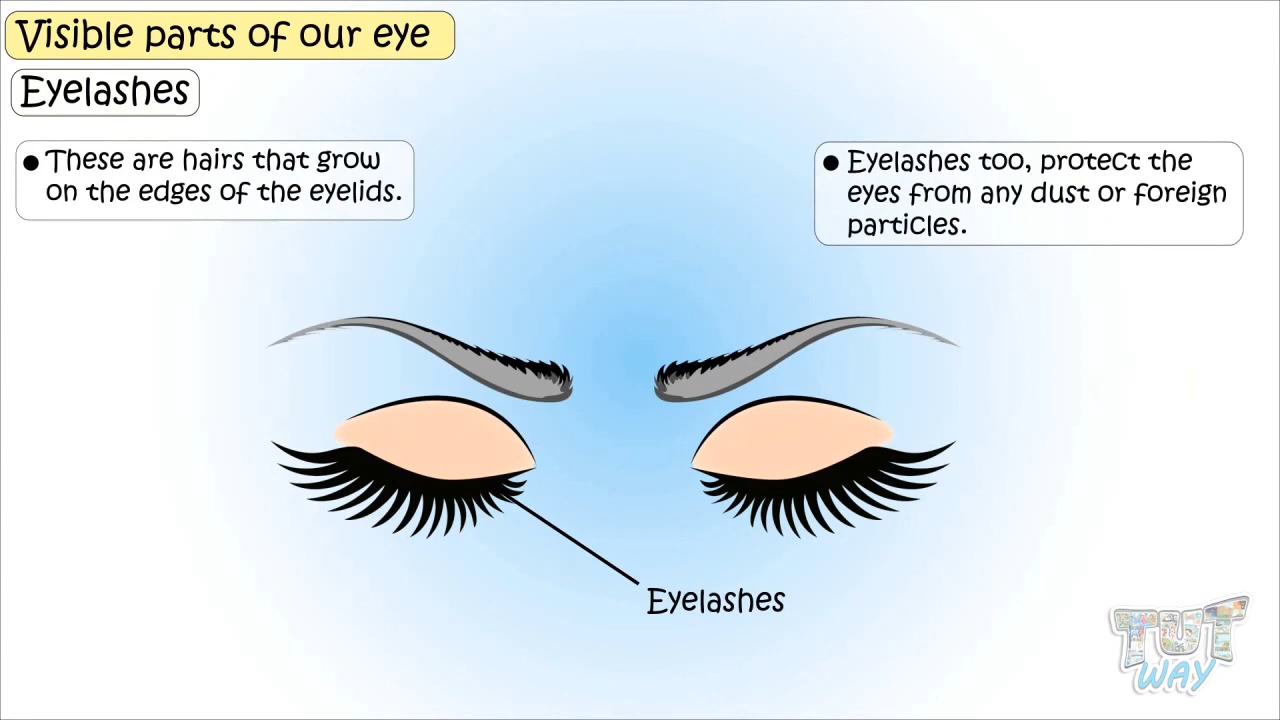 Visible parts of our eye
Eyelashes
● These are hairs that grow
on the edges of the eyelids.
● Eyelashes too, protect the
eyes from any dust or foreign
particles.
Eyelashes
TUT
WAY